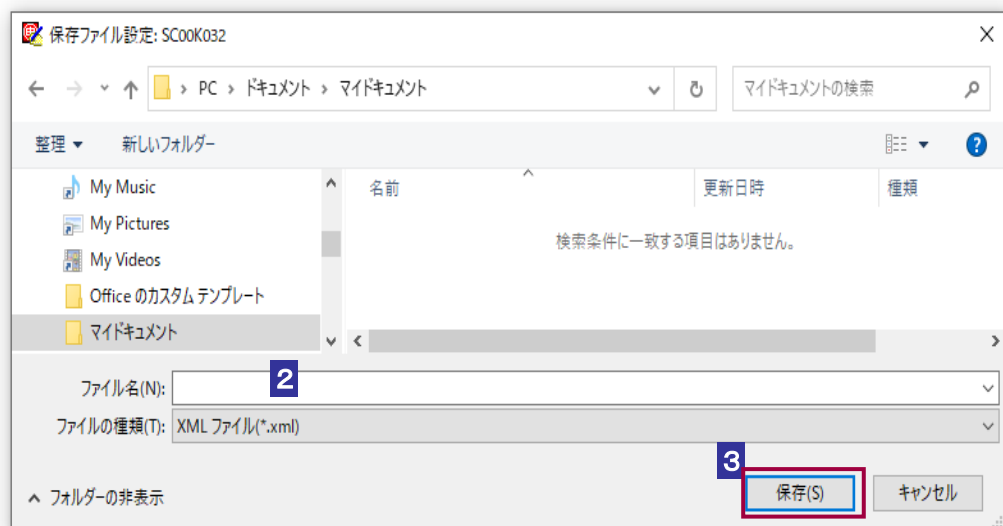 保存ファイル設定: SC00K032
PC › ドキュメント › マイドキュメント
マイドキュメントの検索
整理 新しいフォルダー
My Music
My Pictures
My Videos
Office のカスタム テンプレート
マイドキュメント
名前 更新日時 種類
検索条件に一致する項目はありません。
2
ファイル名(N):
ファイルの種類(T): XML ファイル(*.xml)
3
フォルダーの非表示 保存(S) キャンセル